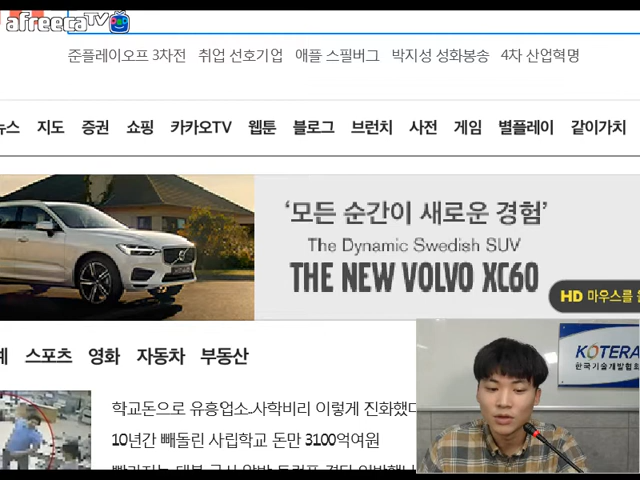 afreecaTV
준플레이오프 3차전 취업 선호기업 애플 스필버그 박지성 성화봉송 4차 산업혁명
뉴스 지도 증권 쇼핑 카카오TV 웹툰 블로그 브런치 사전 게임 별플레이 같이가치
‘모든 순간이 새로운 경험’
The Dynamic Swedish SUV
THE NEW VOLVO XC60
HD 마우스를
스포츠 영화 자동차 부동산
KOTERA
한국기술개발협회
학교돈으로 유흥업소..사학비리 이렇게 진화했다
10년간 빼돌린 사립학교 돈만 3100억여원